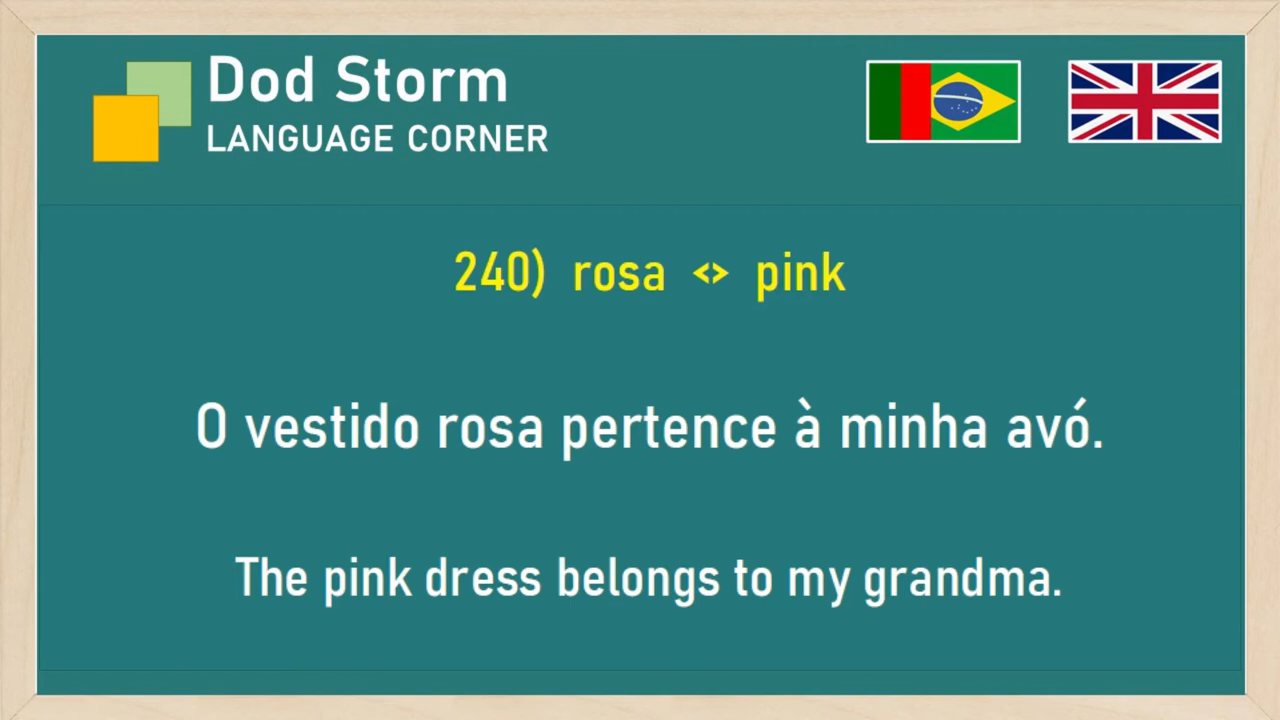 Dod Storm
LANGUAGE CORNER
240) rosa <> pink
O vestido rosa pertence à minha avó.
The pink dress belongs to my grandma.